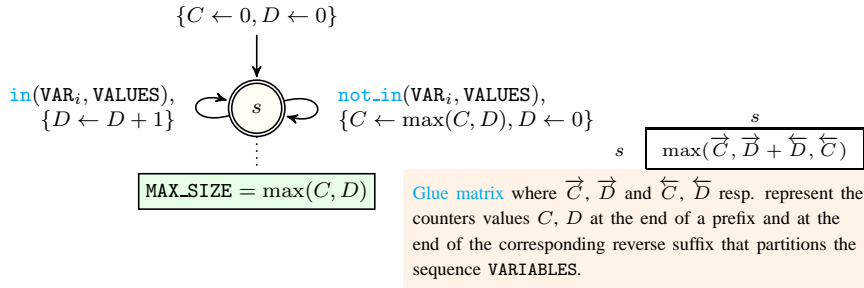 {C ← 0, D ← 0}
in(VAR_i, VALUES),
{D ← D + 1}
s
not_in(VAR_i, VALUES),
{C ← max(C, D), D ← 0}
MAX_SIZE = max(C, D)
s
s
max(C⃗, D⃗ + D⃖, C⃖)
Glue matrix where C⃗, D⃗ and C⃖, D⃖ resp. represent the
counters values C, D at the end of a prefix and at the
end of the corresponding reverse suffix that partitions the
sequence VARIABLES.